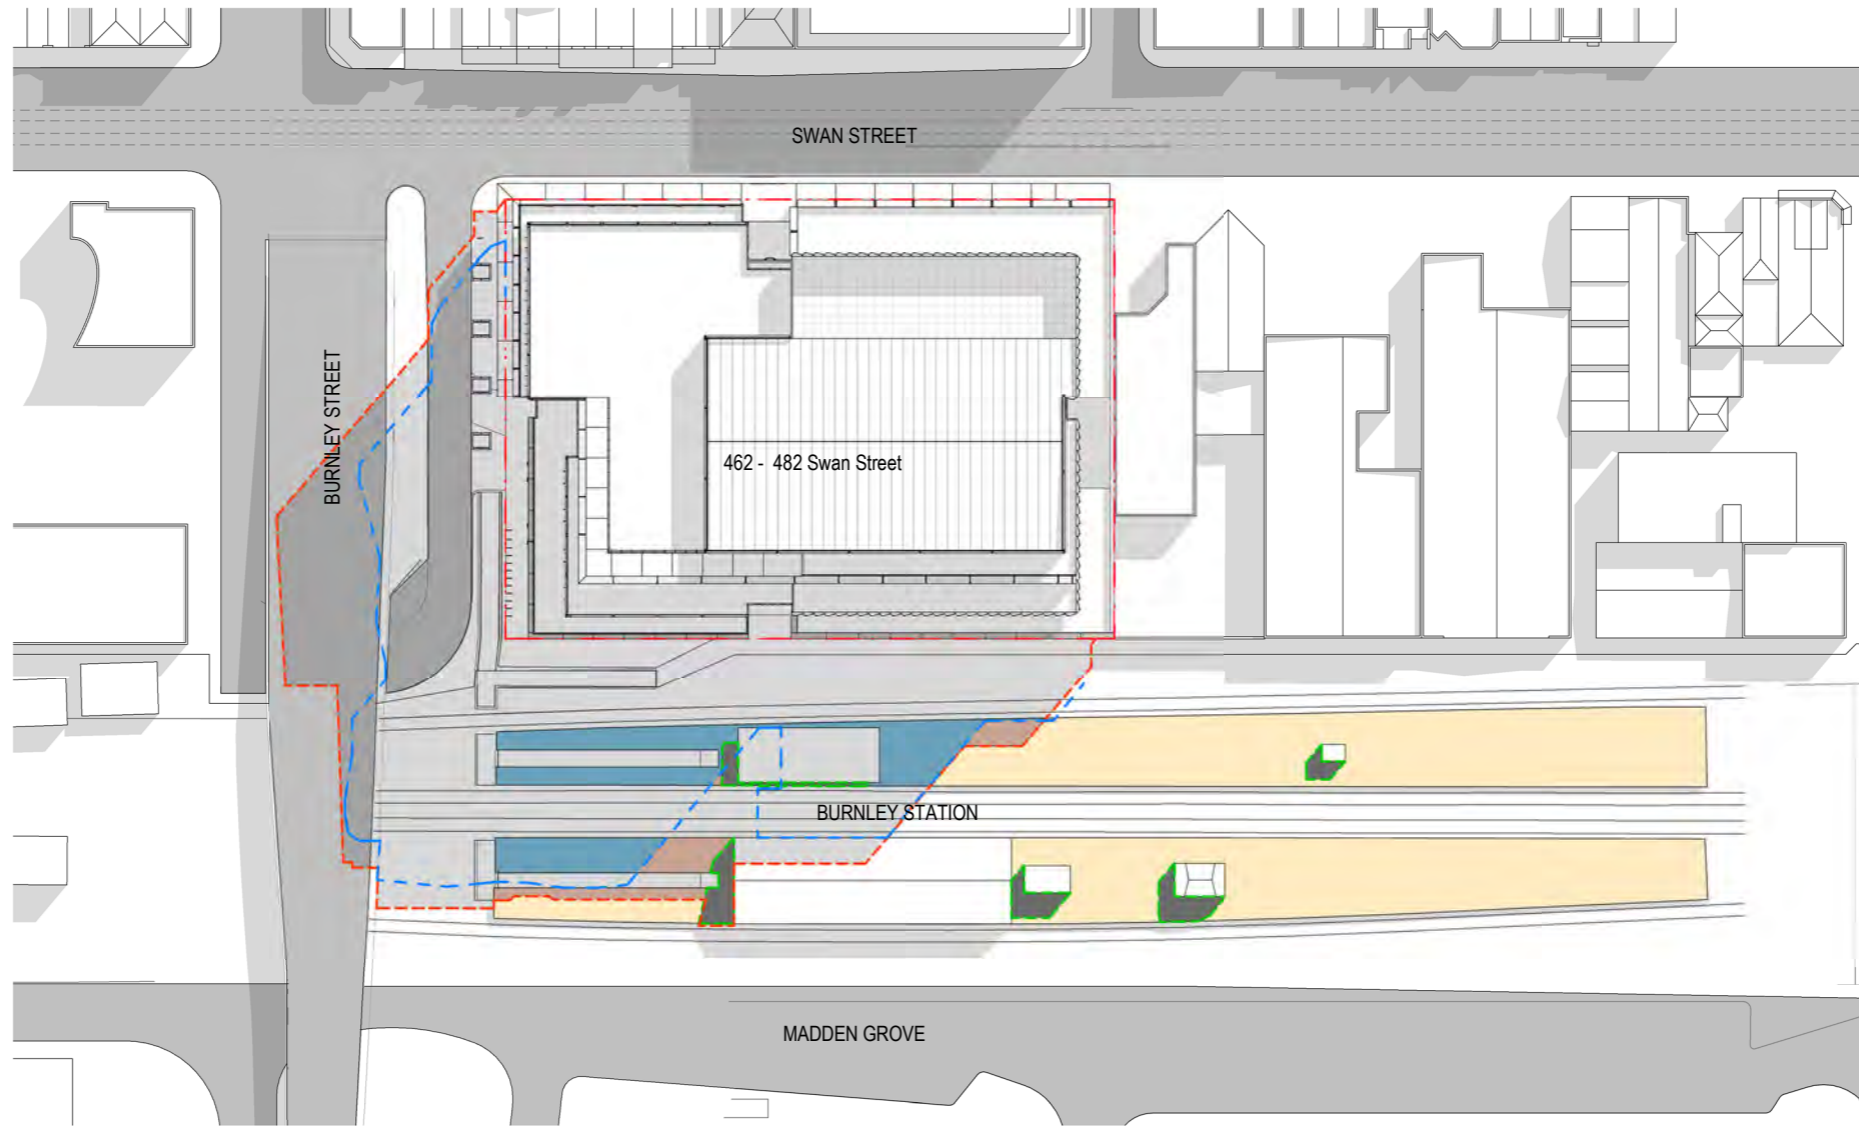 SWAN STREET
BURNLEY STREET
462 - 482 Swan Street
BURNLEY STATION
MADDEN GROVE